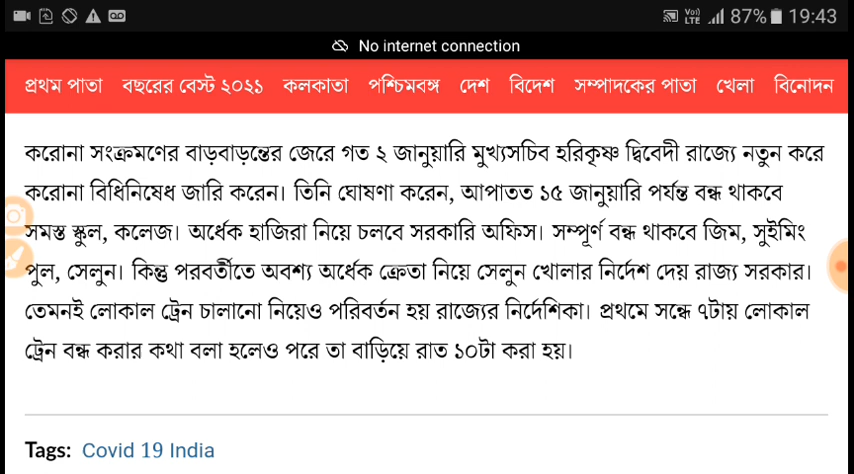 Vo))
LTE
87%
19:43
No internet connection
প্রথম পাতা বছরের বেস্ট ২০২১ কলকাতা পশ্চিমবঙ্গ দেশ বিদেশ সম্পাদকের পাতা খেলা বিনোদন
করোনা সংক্রমণের বাড়বাড়ন্তের জেরে গত ২ জানুয়ারি মুখ্যসচিব হরিকৃষ্ণ দ্বিবেদী রাজ্যে নতুন করে
করোনা বিধিনিষেধ জারি করেন। তিনি ঘোষণা করেন, আপাতত ১৫ জানুয়ারি পর্যন্ত বন্ধ থাকবে
সমস্ত স্কুল, কলেজ। অর্ধেক হাজিরা নিয়ে চলবে সরকারি অফিস। সম্পূর্ণ বন্ধ থাকবে জিম, সুইমিং
পুল, সেলুন। কিন্তু পরবর্তীতে অবশ্য অর্ধেক ক্রেতা নিয়ে সেলুন খোলার নির্দেশ দেয় রাজ্য সরকার।
তেমনই লোকাল ট্রেন চালানো নিয়েও পরিবর্তন হয় রাজ্যের নির্দেশিকা। প্রথমে সন্ধে ৭টায় লোকাল
ট্রেন বন্ধ করার কথা বলা হলেও পরে তা বাড়িয়ে রাত ১০টা করা হয়।
Tags: Covid 19 India